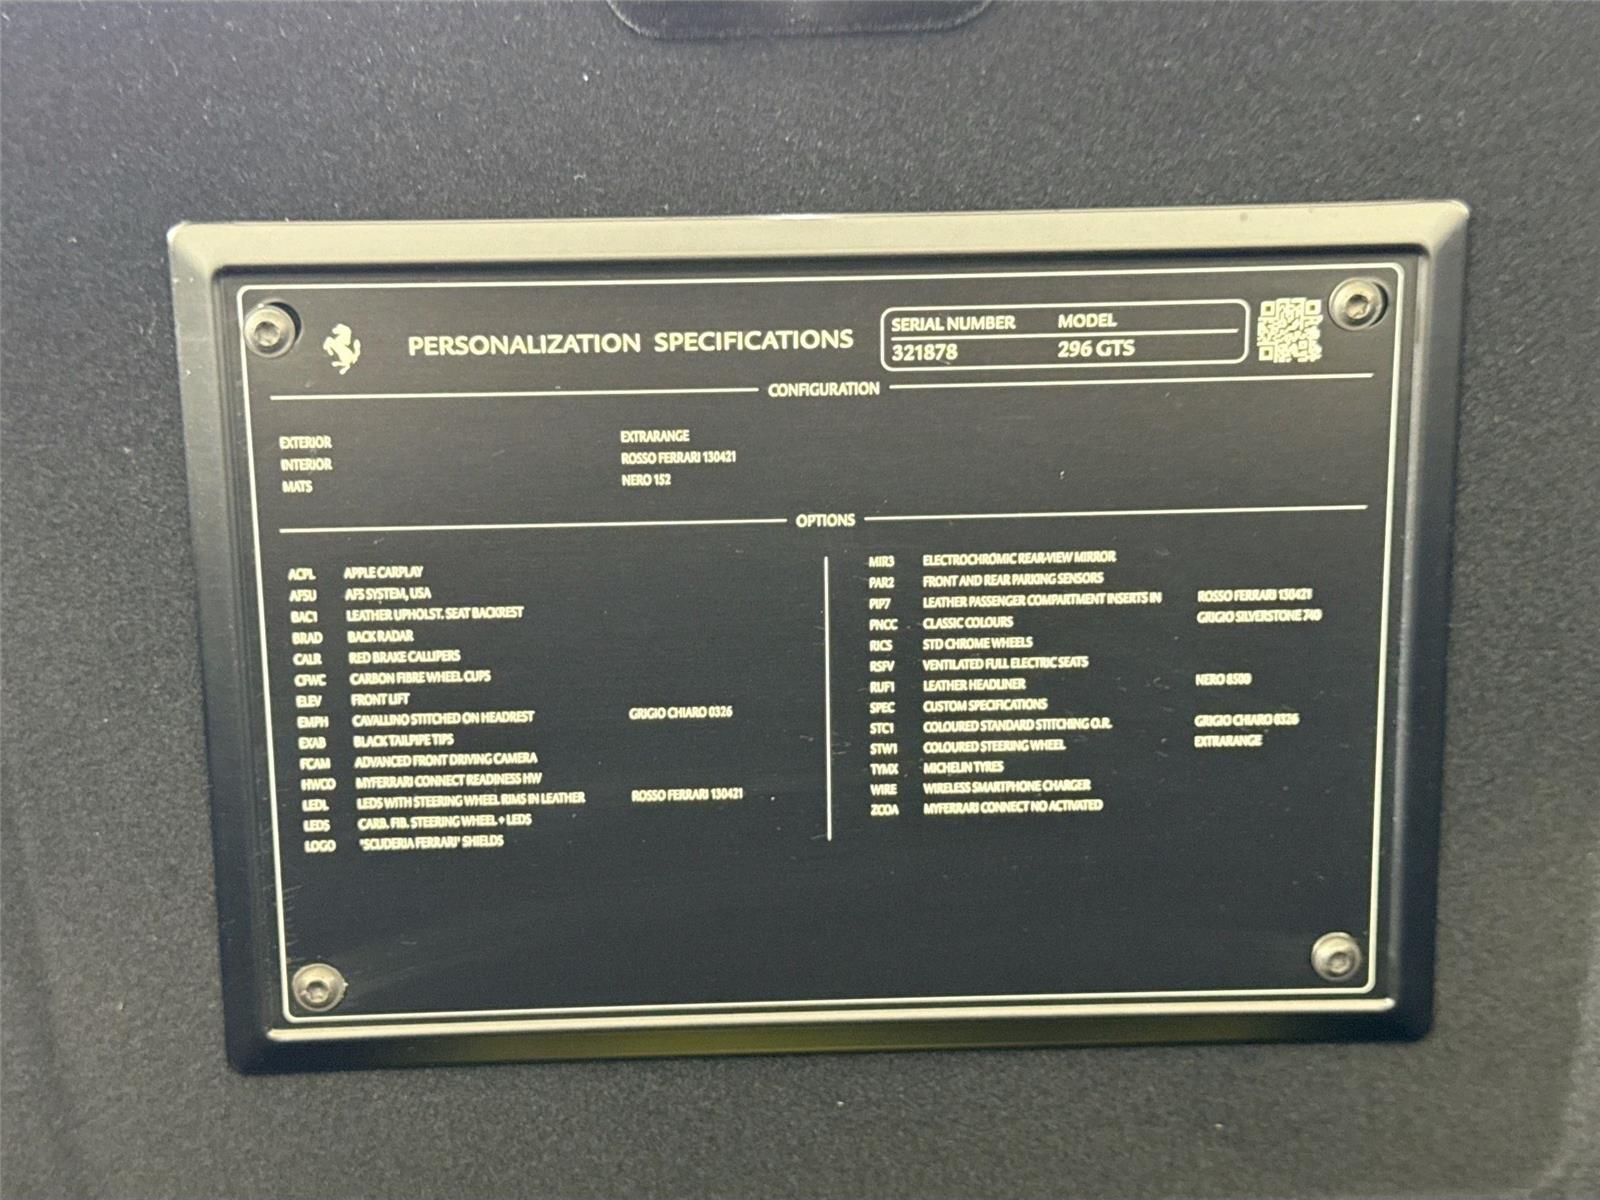 PERSONALIZATION SPECIFICATIONS
SERIAL NUMBER MODEL
321878 296 GTS
CONFIGURATION
EXTERIOR EXTRARANGE
INTERIOR ROSSO FERRARI 130421
MATS NERO 152
OPTIONS
ACPL APPLE CARPLAY
AFSU AFS SYSTEM, USA
BAC1 LEATHER UPHOLST. SEAT BACKREST
BRAD BACK RADAR
CALR RED BRAKE CALLIPERS
CFWC CARBON FIBRE WHEEL CUPS
ELEV FRONT LIFT
EMPH CAVALLINO STITCHED ON HEADREST GRIGIO CHIARO 0326
EXAB BLACK TAILPIPE TIPS
FCAM ADVANCED FRONT DRIVING CAMERA
HWCO MYFERRARI CONNECT READINESS HW
LEDL LEDS WITH STEERING WHEEL RIMS IN LEATHER ROSSO FERRARI 130421
LEDS CARB. FIB. STEERING WHEEL + LEDS
LOGO "SCUDERIA FERRARI" SHIELDS
MIR3 ELECTROCHROMIC REAR-VIEW MIRROR
PAR2 FRONT AND REAR PARKING SENSORS
PIP7 LEATHER PASSENGER COMPARTMENT INSERTS IN ROSSO FERRARI 130421
PNCC CLASSIC COLOURS GRIGIO SILVERSTONE 740
RICS STD CHROME WHEELS
RSFV VENTILATED FULL ELECTRIC SEATS
RUF1 LEATHER HEADLINER NERO 8500
SPEC CUSTOM SPECIFICATIONS
STC1 COLOURED STANDARD STITCHING O.R. GRIGIO CHIARO 0326
STW1 COLOURED STEERING WHEEL EXTRARANGE
TYMX MICHELIN TYRES
WIRE WIRELESS SMARTPHONE CHARGER
ZCOA MYFERRARI CONNECT NO ACTIVATED